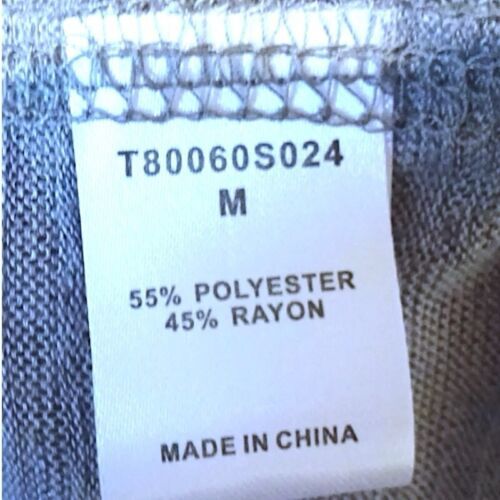 T80060S024
M
55% POLYESTER
45% RAYON
MADE IN CHINA